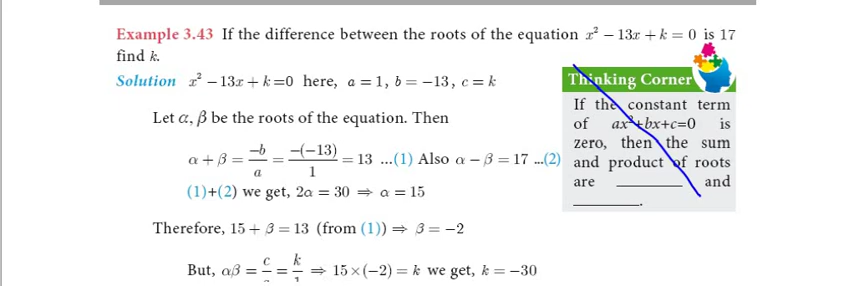 Example 3.43 If the difference between the roots of the equation x² − 13x + k = 0 is 17
find k.
Solution x² − 13x + k = 0 here, a = 1, b = −13, c = k
Let α, β be the roots of the equation. Then
α + β = −b/a = −(−13)/1 = 13 ...(1) Also α − β = 17 ...(2)
(1)+(2) we get, 2α = 30 ⇒ α = 15
Therefore, 15 + β = 13 (from (1)) ⇒ β = −2
But, αβ = c/a = k/1 ⇒ 15×(−2) = k we get, k = −30
Thinking Corner
If the constant term
of ax²+bx+c=0 is
zero, then the sum
and product of roots
are ________ and
________.